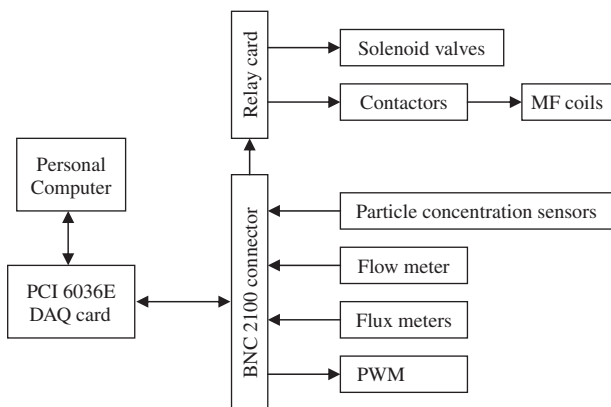 Relay card
Solenoid valves
Contactors
MF coils
Personal
Computer
PCI 6036E
DAQ card
BNC 2100 connector
Particle concentration sensors
Flow meter
Flux meters
PWM